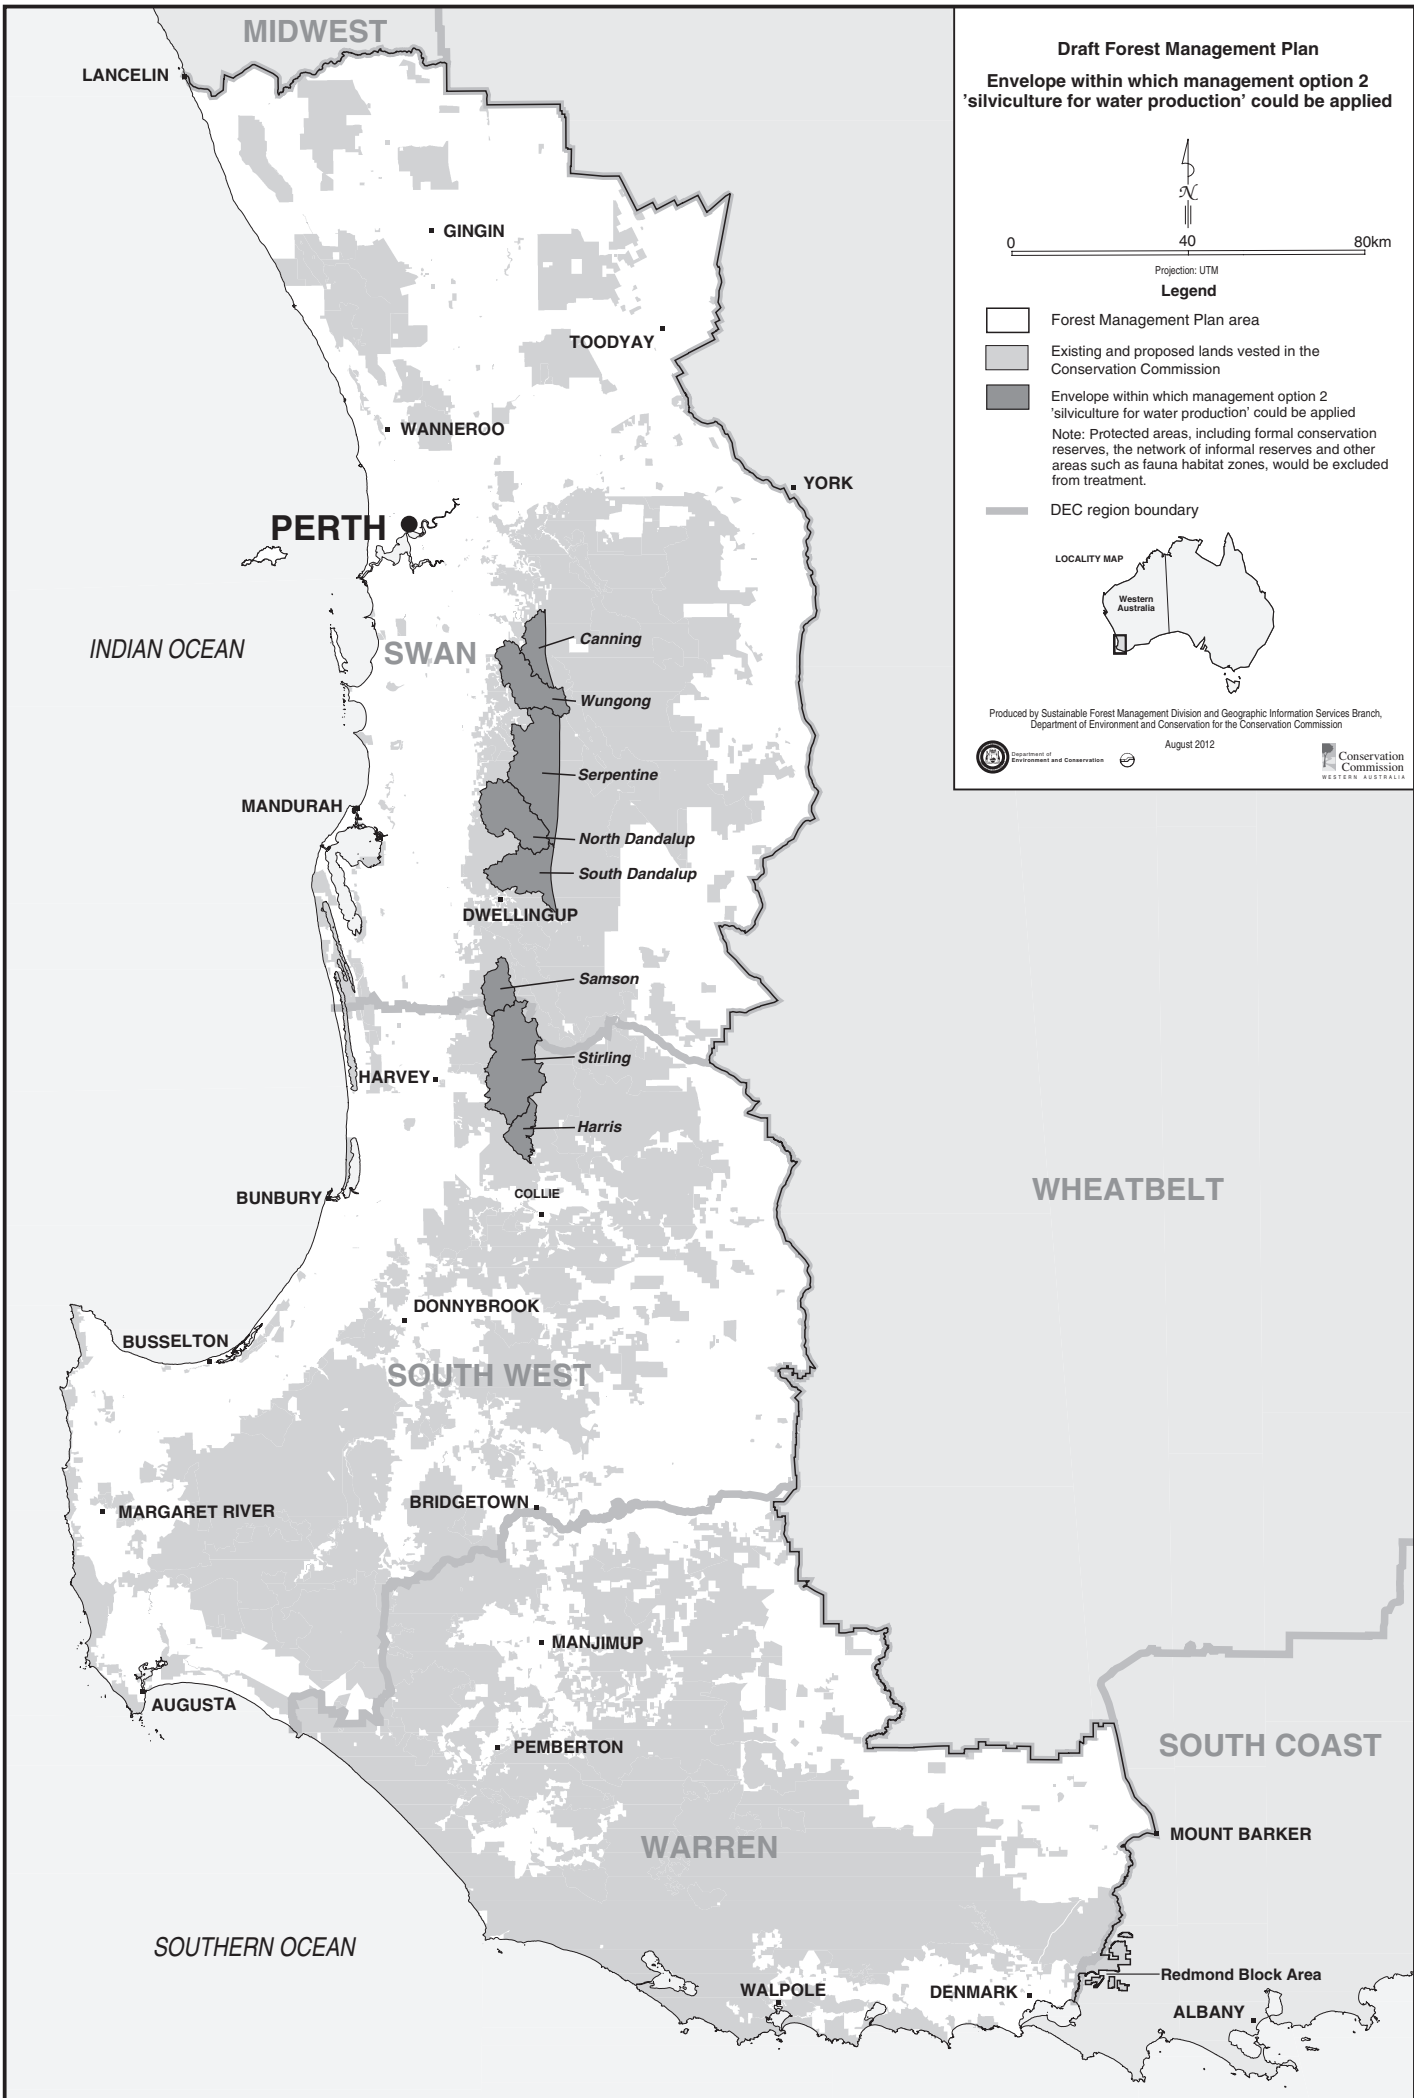 MIDWEST
LANCELIN
GINGIN
TOODYAY
WANNEROO
YORK
PERTH
INDIAN OCEAN
SWAN
Canning
Wungong
Serpentine
MANDURAH
North Dandalup
South Dandalup
DWELLINGUP
Samson
Stirling
HARVEY
Harris
WHEATBELT
BUNBURY
COLLIE
DONNYBROOK
BUSSELTON
SOUTH WEST
BRIDGETOWN
MARGARET RIVER
MANJIMUP
AUGUSTA
PEMBERTON
SOUTH COAST
WARREN
MOUNT BARKER
SOUTHERN OCEAN
Redmond Block Area
WALPOLE
DENMARK
ALBANY
Draft Forest Management Plan
Envelope within which management option 2
'silviculture for water production' could be applied
N
0
40
80km
Projection: UTM
Legend
Forest Management Plan area
Existing and proposed lands vested in the
Conservation Commission
Envelope within which management option 2
'silviculture for water production' could be applied
Note: Protected areas, including formal conservation
reserves, the network of informal reserves and other
areas such as fauna habitat zones, would be excluded
from treatment.
DEC region boundary
LOCALITY MAP
Western
Australia
Produced by Sustainable Forest Management Division and Geographic Information Services Branch,
Department of Environment and Conservation for the Conservation Commission
August 2012
Department of
Environment and Conservation
Conservation
Commission
WESTERN AUSTRALIA